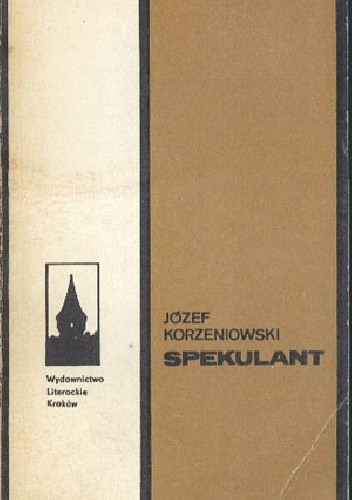 JÓZEF
KORZENIOWSKI
SPEKULANT
Wydawnictwo
Literackie
Kraków